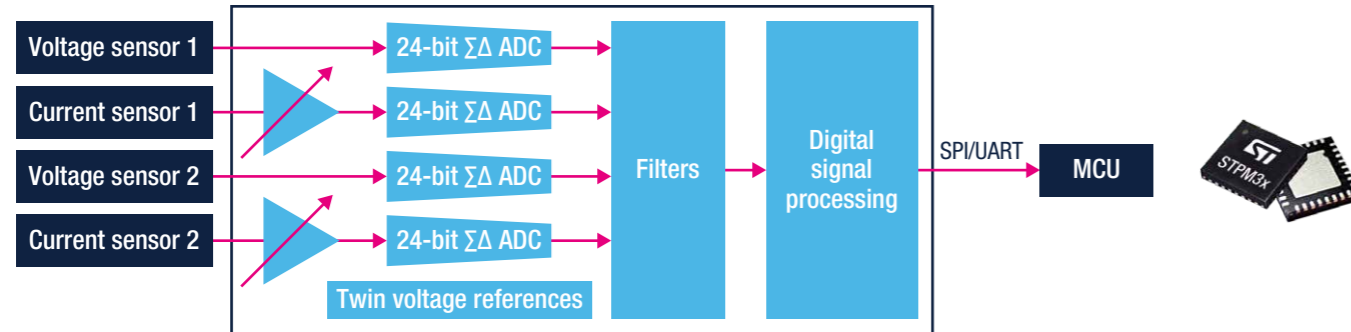 Voltage sensor 1
24-bit ∑Δ ADC
Current sensor 1
24-bit ∑Δ ADC
Voltage sensor 2
24-bit ∑Δ ADC
Current sensor 2
24-bit ∑Δ ADC
Twin voltage references
Filters
Digital
signal
processing
SPI/UART
MCU
ST
STPM3x